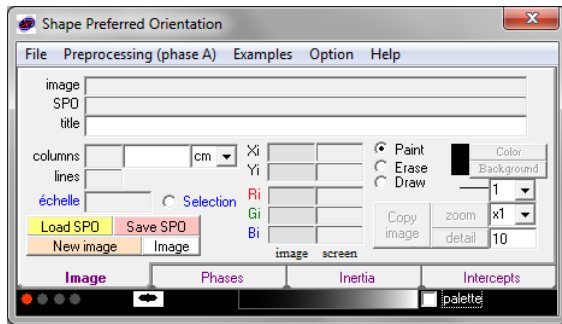 Shape Preferred Orientation
x
File Preprocessing (phase A) Examples Option Help
image
SPO
title
columns cm Xi Paint Color
lines Yi Erase Background
Draw
échelle Selection Ri 1
Load SPO Save SPO Gi Copy image zoom x1
New image Image Bi detail 10
image screen
Image Phases Inertia Intercepts
palette